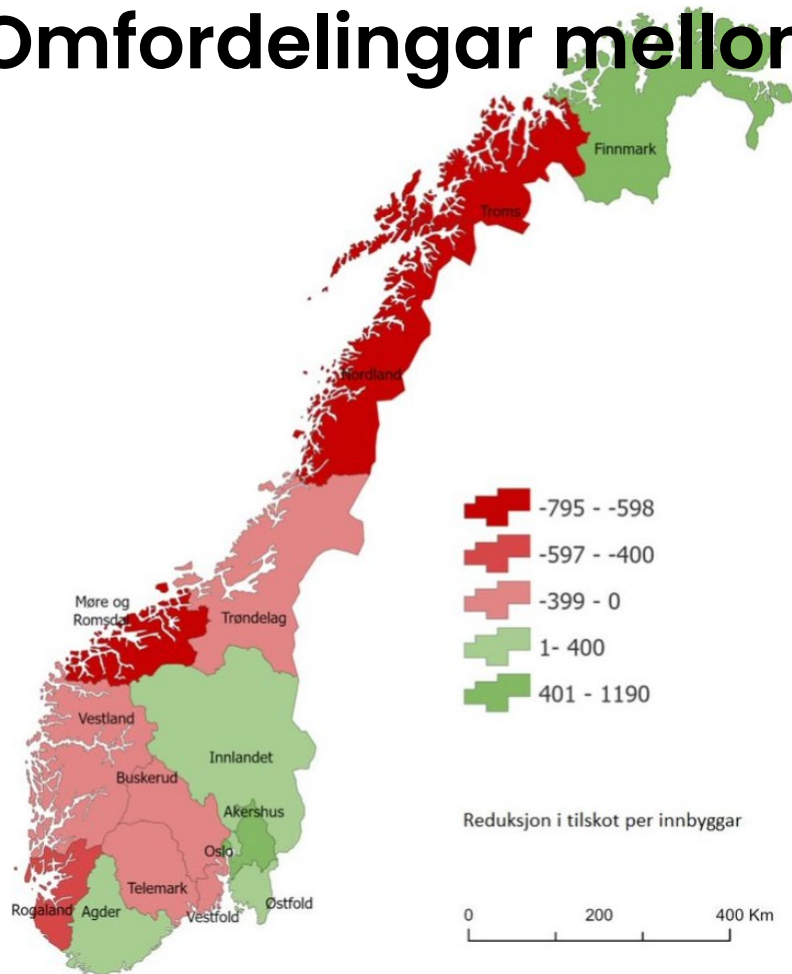 Omfordelingar mellor
Finnmark
Troms
Nordland
-795 - -598
-597 - -400
-399 - 0
1- 400
401 - 1190
Møre og
Romsdal
Trøndelag
Vestland
Innlandet
Buskerud
Akershus
Reduksjon i tilskot per innbyggar
Oslo
Telemark
Rogaland
Agder
Vestfold
Østfold
0 200 400 Km